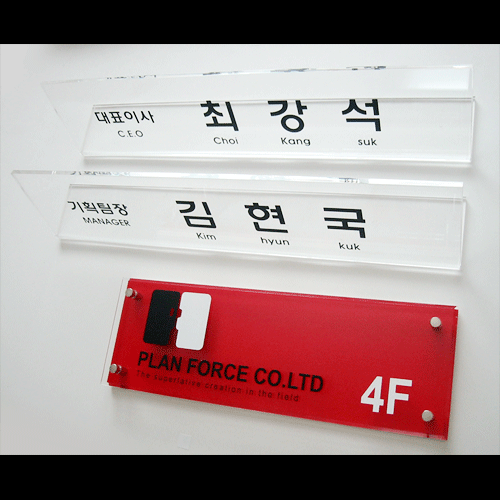 대표이사 최 강 석
C.E.O Choi Kang suk
기획팀장 김 현 국
MANAGER Kim hyun kuk
PLAN FORCE CO.LTD
The superlative creation in the field
4F